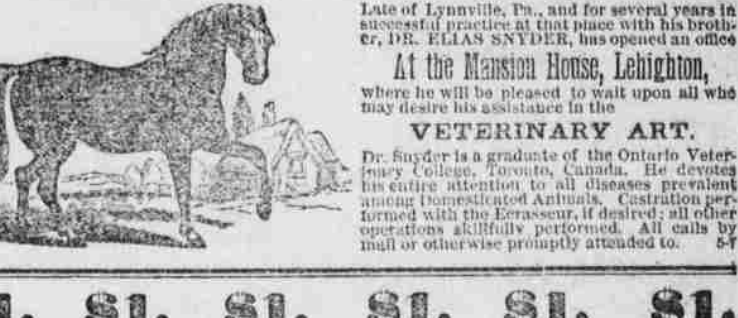 Late of Lynnville, Pa., and for several years in
successful practice at that place with his broth-
er, DR. ELIAS SNYDER, has opened an office
At the Mansion House, Lehighton,
where he will be pleased to wait upon all who
may desire his assistance in the
VETERINARY ART.
Dr. Snyder is a graduate of the Ontario Veter-
inary College, Toronto, Canada. He devotes
his entire attention to all diseases prevalent
among Domesticated Animals. Castration per-
formed with the Ecrasseur, if desired; all other
operations skillfully performed. All calls by
mail or otherwise promptly attended to.
$1. $1. $1. $1. $1.